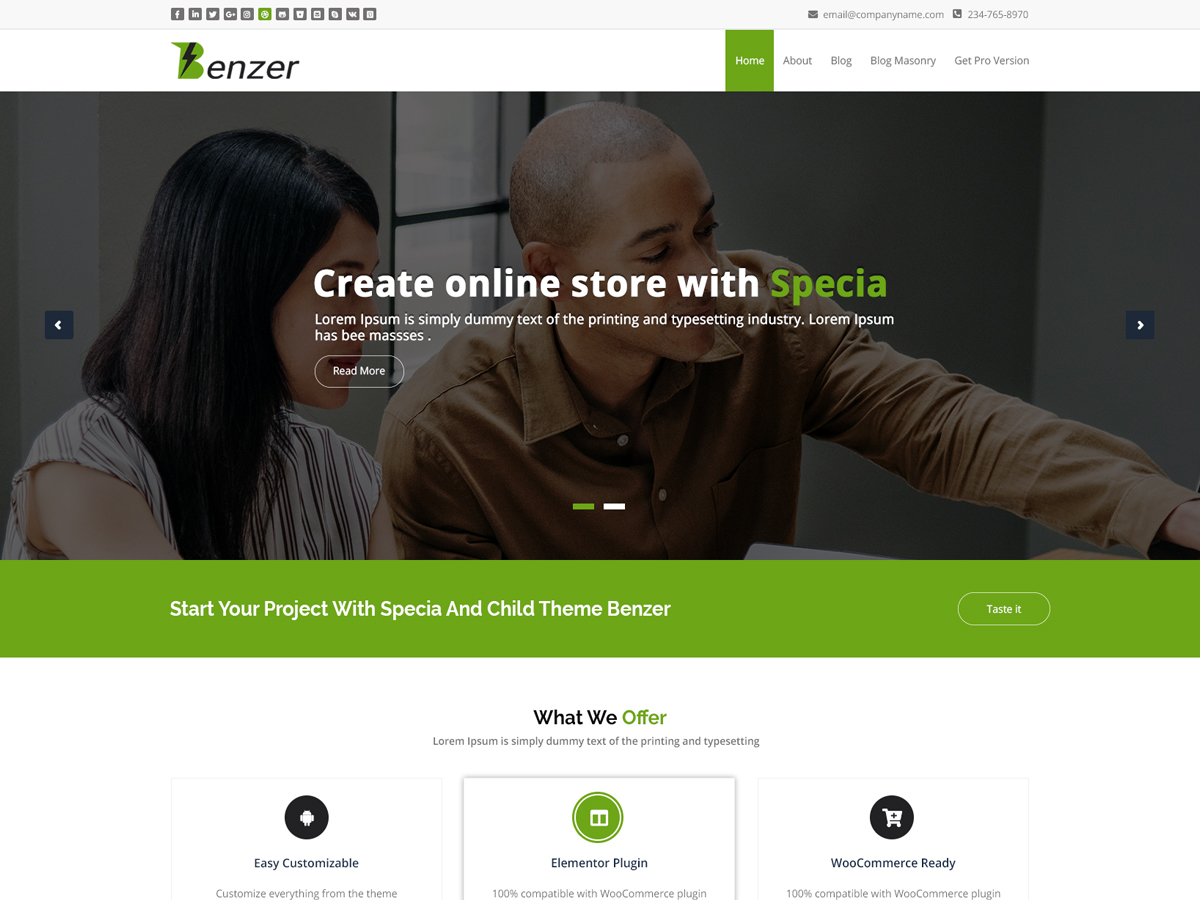 email@companyname.com 234-765-8970
Benzer
Home About Blog Blog Masonry Get Pro Version
Create online store with Specia
Lorem Ipsum is simply dummy text of the printing and typesetting industry. Lorem Ipsum
has bee massses .
Read More
Start Your Project With Specia And Child Theme Benzer
Taste it
What We Offer
Lorem Ipsum is simply dummy text of the printing and typesetting
Easy Customizable
Elementor Plugin
WooCommerce Ready
Customize everything from the theme
100% compatible with WooCommerce plugin
100% compatible with WooCommerce plugin